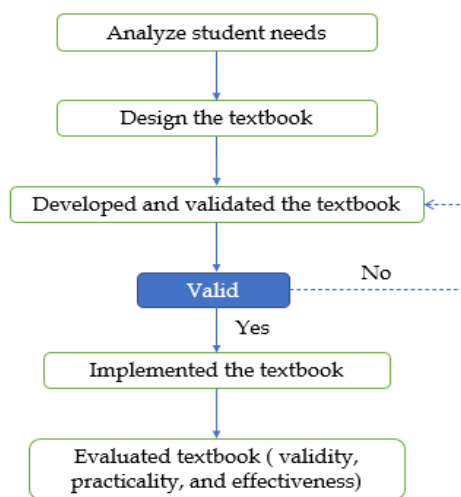 Analyze student needs
Design the textbook
Developed and validated the textbook
Valid
No
Yes
Implemented the textbook
Evaluated textbook ( validity,
practicality, and effectiveness)